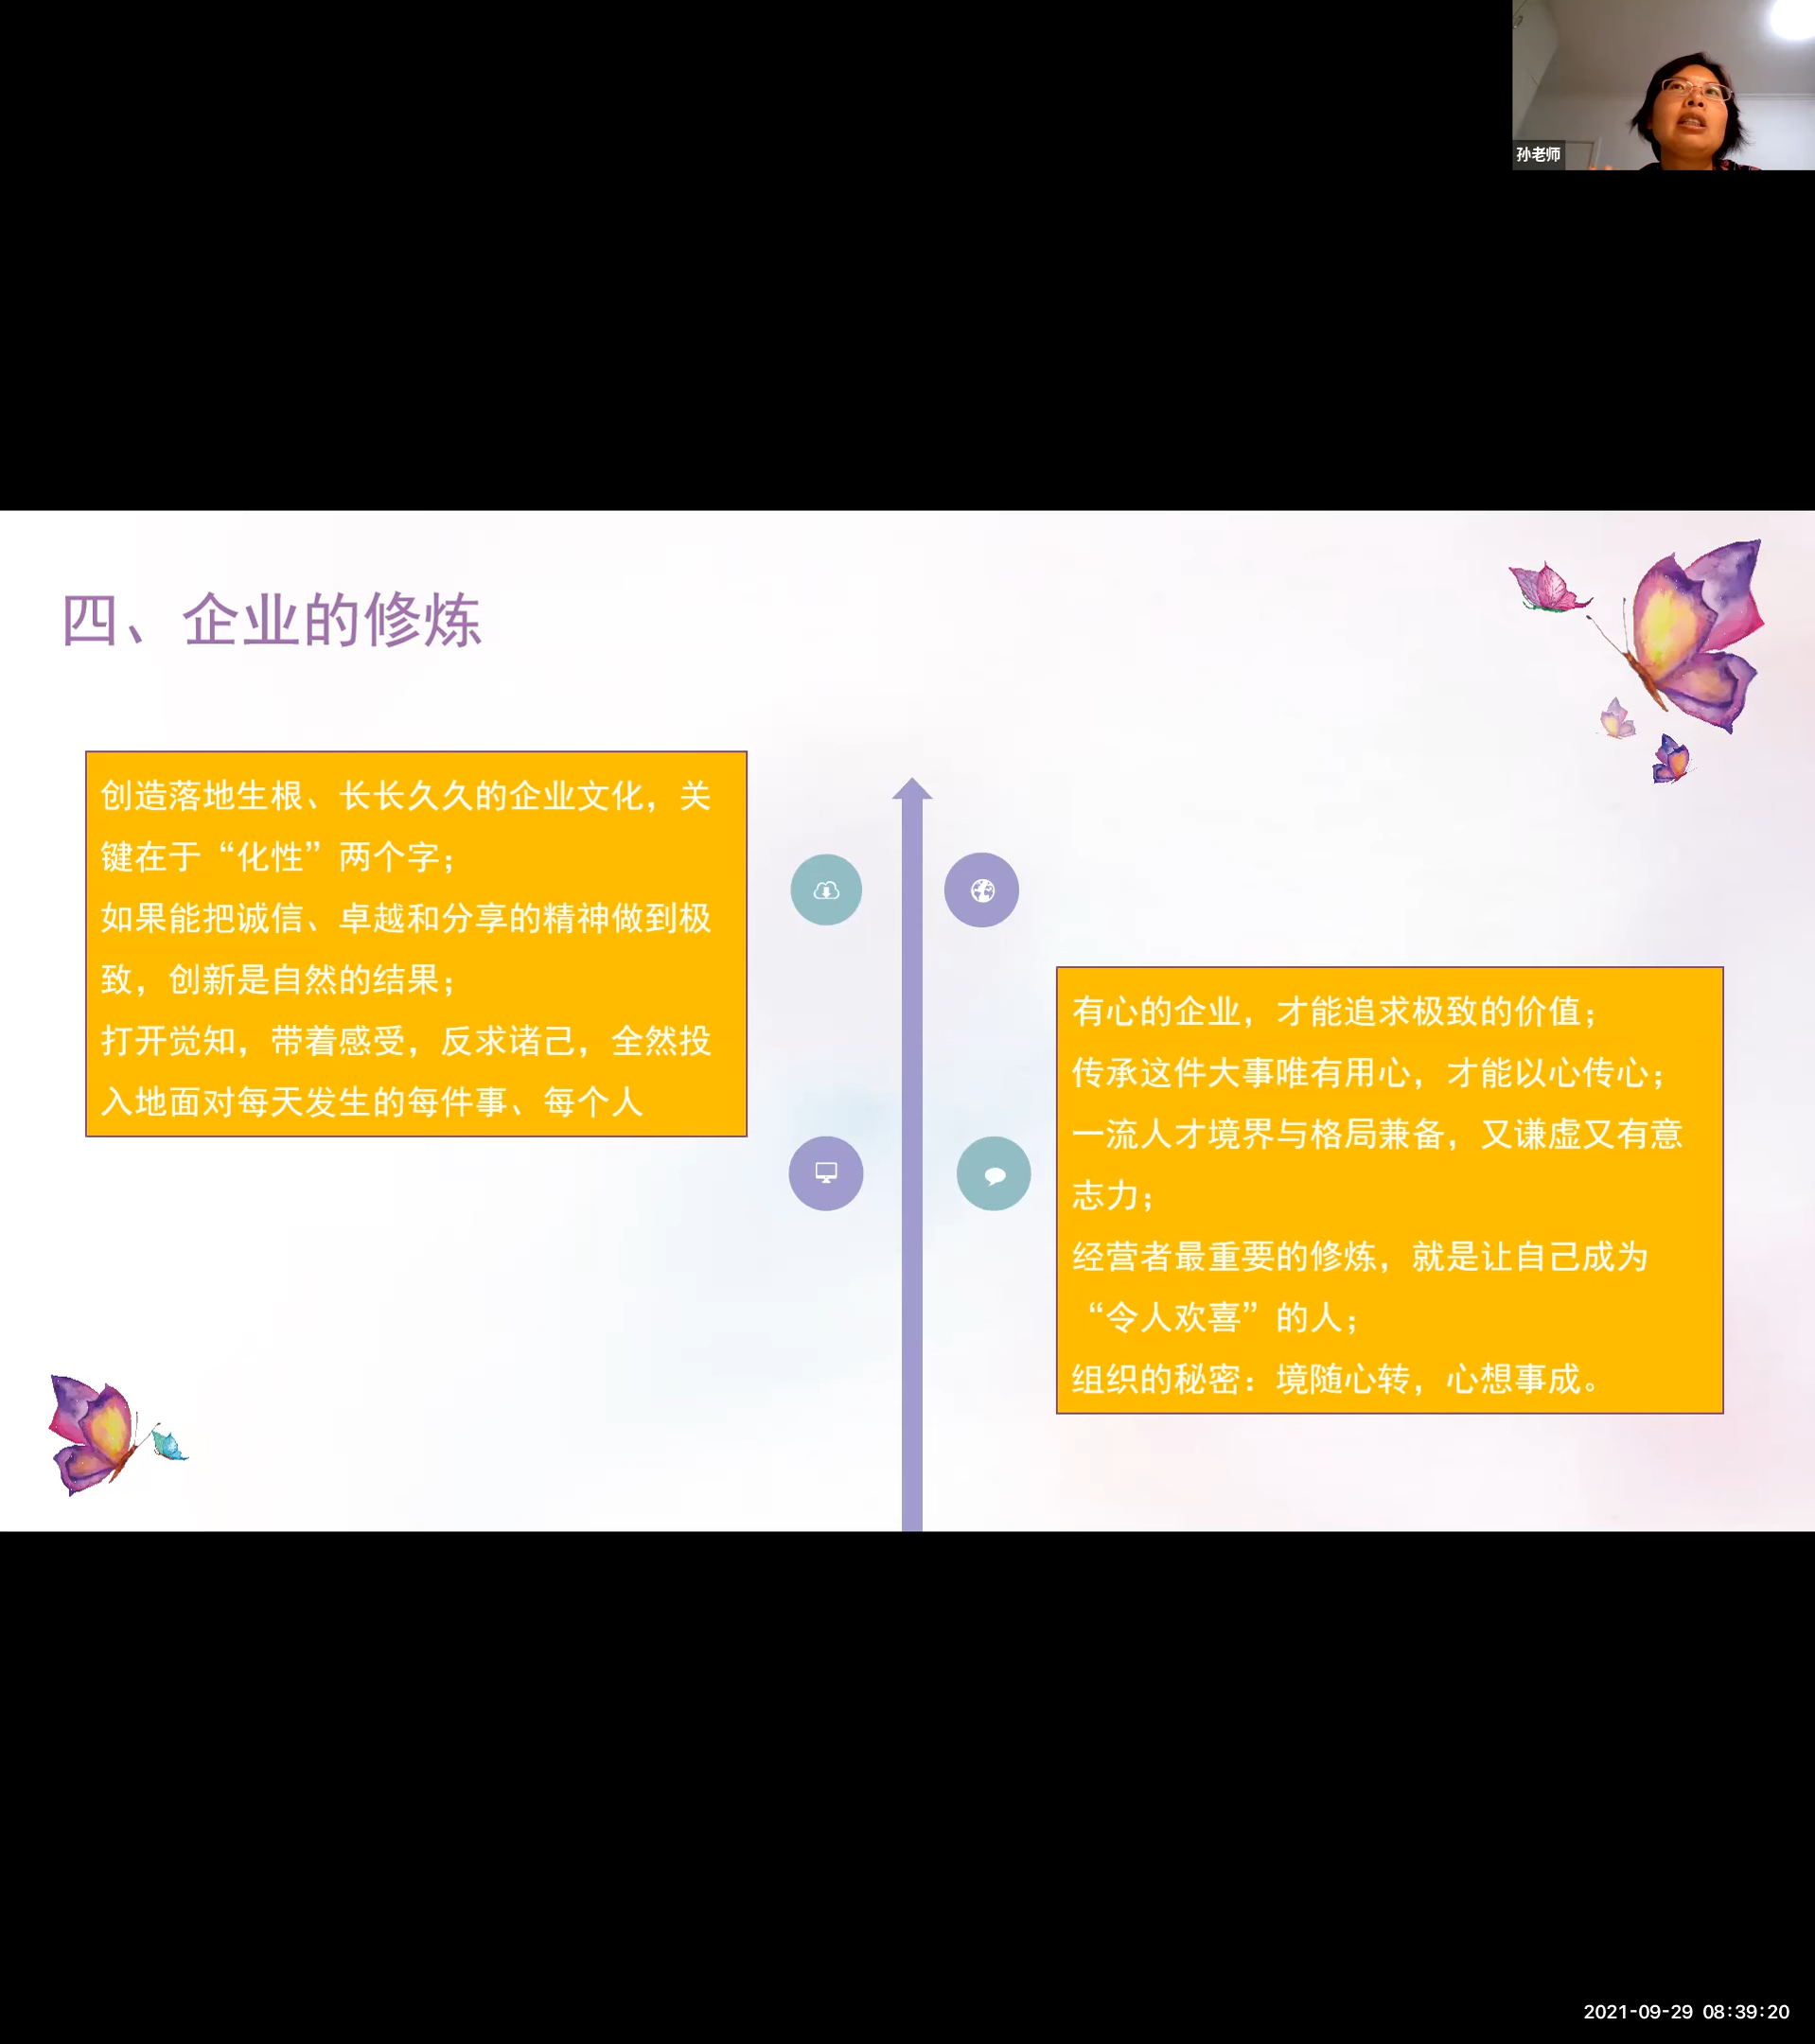 孙老师
四、企业的修炼
创造落地生根、长长久久的企业文化，关
键在于“化性”两个字；
如果能把诚信、卓越和分享的精神做到极
致，创新是自然的结果；
打开觉知，带着感受，反求诸己，全然投
入地面对每天发生的每件事、每个人
有心的企业，才能追求极致的价值；
传承这件大事唯有用心，才能以心传心；
一流人才境界与格局兼备，又谦虚又有意
志力；
经营者最重要的修炼，就是让自己成为
“令人欢喜”的人；
组织的秘密：境随心转，心想事成。
2021-09-29 08:39:20